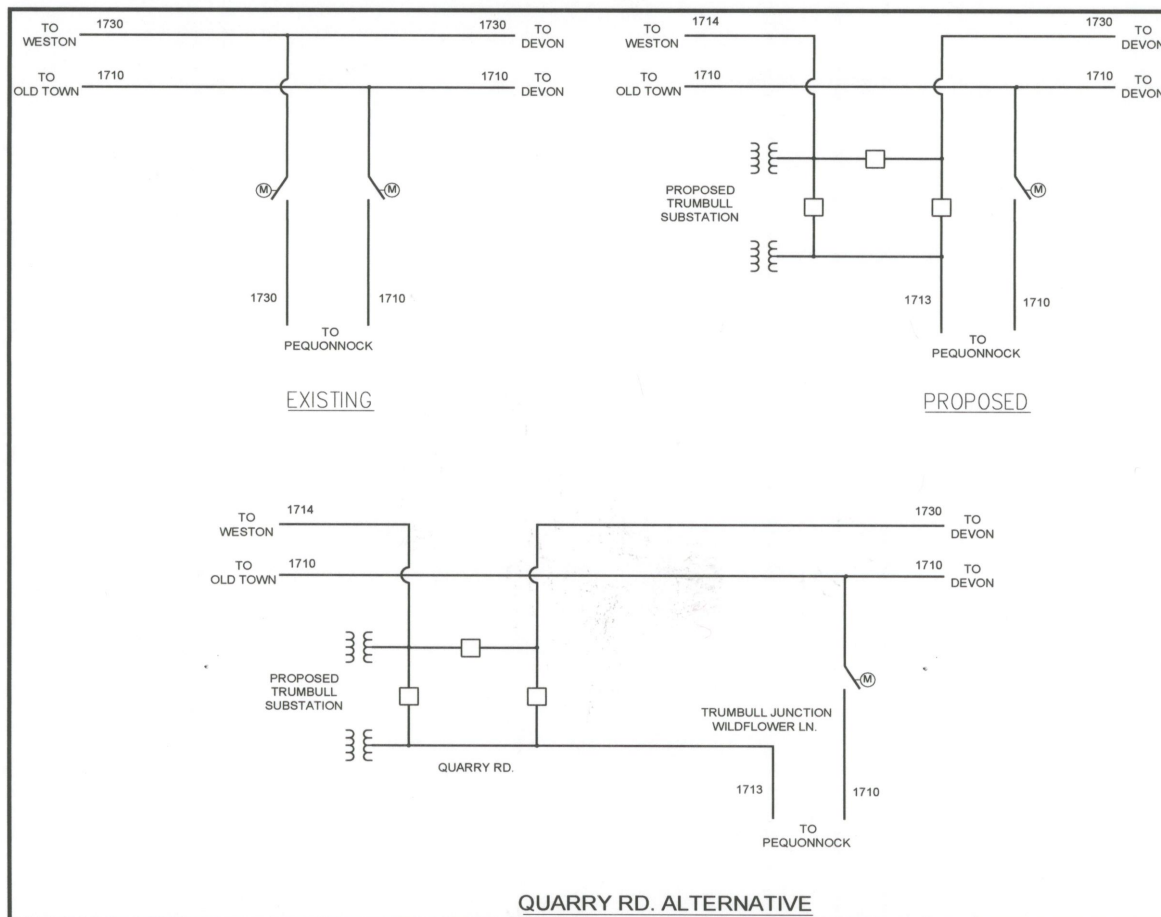 1730
TO
WESTON
1730
TO
DEVON
TO
OLD TOWN
1710
1710
TO
DEVON
M
M
1730
1710
TO
PEQUONNOCK
EXISTING
1714
TO
WESTON
1730
TO
DEVON
TO
OLD TOWN
1710
1710
TO
DEVON
PROPOSED
TRUMBULL
SUBSTATION
M
1713
1710
TO
PEQUONNOCK
PROPOSED
TO
WESTON
1714
1730
TO
DEVON
TO
OLD TOWN
1710
1710
TO
DEVON
PROPOSED
TRUMBULL
SUBSTATION
M
TRUMBULL JUNCTION
WILDFLOWER LN.
QUARRY RD.
1713
1710
TO
PEQUONNOCK
QUARRY RD. ALTERNATIVE